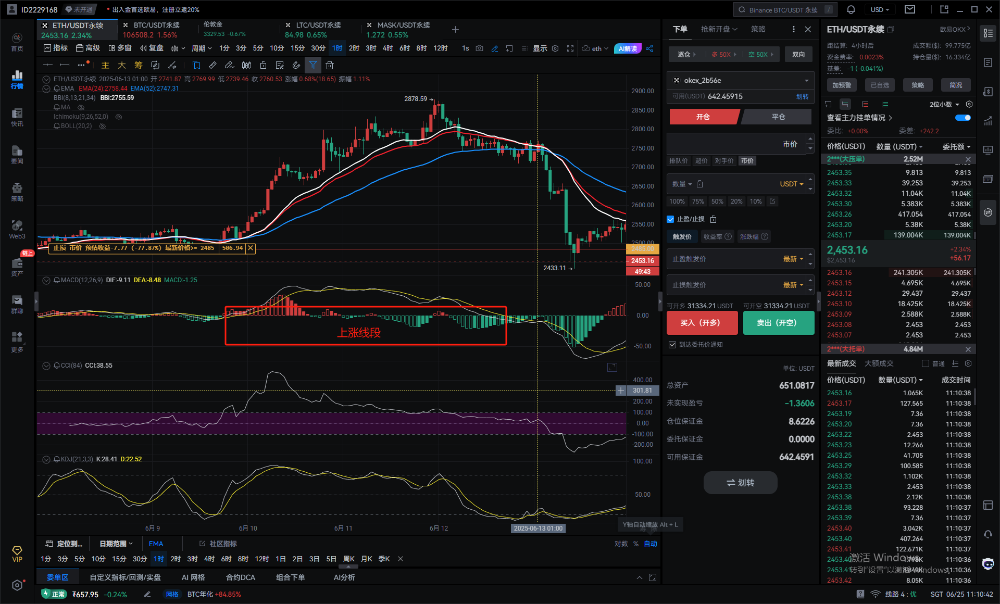 ID2229168 未开通 出入金首选欧易，注册立返20% Binance BTC/USDT 永续 / USD
首页
行情
快讯
要闻
策略
Web3
链上
资产
群聊
更多
VIP
ETH/USDT永续 BTC/USDT永续 伦敦金 LTC/USDT永续 MASK/USDT永续
2453.16 2.34% 106508.2 1.56% 3329.53 -0.67% 84.98 0.65% 1.272 0.55%
指标 高级 多窗 复盘 周期 1分 3分 5分 10分 15分 30分 1时 2时 3时 4时 6时 8时 12时 1s 显示 eth AI解读
主 大 筹
ETH/USDT永续 2025-06-13 01:00 开 2741.87 高 2769.99 低 2739.46 收 2760.53 涨幅 0.68%(18.65) 振幅 1.11%
EMA EMA(24):2758.44 EMA(52):2747.31
BBI(8,13,21,34) BBI:2755.59
MA
Ichimoku(9,26,52,0)
BOLL(20,2)
2878.59
2900.00
2850.00
2800.00
2750.00
2700.00
2650.00
2600.00
2550.00
2500.00
止损 市价 预估收益-7.77 (-77.87%) 最新价格>= 2485 506.94
2485.00
2453.16
49:43
2433.11
MACD(12,26,9) DIF:-9.11 DEA:-8.48 MACD:-1.25
上涨线段
50.00
0.00
-50.00
CCI(84) CCI:38.55
400.00
301.81
200.00
100.00
0.00
-100.00
-200.00
KDJ(21,3,3) K:28.41 D:22.52
100.00
50.00
Y轴自动缩放 Alt + L
6月 9 6月 10 6月 11 6月 12 2025-06-13 01:00
定位到... 日期范围 EMA 社区指标 对数 % 自动
1分 3分 5分 10分 15分 30分 1时 2时 3时 4时 6时 8时 12时 1日 2日 3日 5日 周K 月K 季K
委单区 自定义指标/回测/实盘 AI 网格 合约DCA 组合下单 AI分析
正常 ₮657.95 -0.24% 网格 BTC年化 +84.85% 线路 4 : 优 SGT 06/25 11:10:42
下单 抢新开盘 策略
逐仓 多 50X 空 50X 双向
okex_2b56e
可用(USDT) 642.45915 划转
开仓 平仓
市价
排队价 超价 对手价 市价
数量 USDT
100% 75% 50% 20% 10%
止盈/止损
触发价 收益率 涨跌幅
止盈触发价 最新
止损触发价 最新
可开多 31334.21 USDT 可开空 31334.21 USDT
买入（开多） 卖出（开空）
到达委托价通知
单位: USDT
总资产 651.0817
未实现盈亏 -1.3606
仓位保证金 8.6226
委托保证金 0.0000
可用保证金 642.4591
划转
ETH/USDT永续 欧易OKX
距结算: 4小时后 成交额($): 99.775亿
资金费率: 0.0023% 持仓量($): 16.334亿
基差: -1 (-0.041%)
加预警 已自选 策略 简况
2位小数
查看主力挂单情况
委比: +0.00% 委差: +242.2
价格(USDT) 数量 (USDT) 委托额
2***(大压单) 2.52M
2453.35 9.813 9.813
2453.33 39.253 39.253
2453.32 11.04K 11.04K
2453.30 5.383K 5.383K
2453.26 417.054 417.054
2453.20 5.38K 5.38K
2453.17 139.004K 139.004K
2,453.16 +2.34%
$2,453.16 +56.17
2453.16 241.305K 241.305K
2453.15 4.695K 4.695K
2453.12 29.437 29.437
2453.10 18.425K 18.425K
2453.09 2.588K 2.588K
2453.08 2.453 2.453
2453.07 2.453 2.453
2***(大托单) 4.84M
最新成交 大额成交 普通
价格(USDT) 数量(USDT) 成交时间
2453.16 1.065K 11:10:38
2453.17 127.565 11:10:38
2453.19 7.36 11:10:38
2453.20 7.36 11:10:38
2453.22 2.453 11:10:38
2453.23 12.266 11:10:38
2453.25 41.705 11:10:38
2453.29 100.585 11:10:38
2453.32 1.102K 11:10:38
2453.33 2.453 11:10:38
2453.38 2.12K 11:10:38
2453.38 93.228 11:10:37
2453.39 7.36 11:10:37
2453.40 3.042K 11:10:37
2453.40 407.264 11:10:37
2453.41 122.671K 11:10:37
2453.40 11:10:36
2453.41 8.849K 11:10:36
2453.42 8.05K 11:10:36
激活 Windows
转到“设置”以激活 Windows。